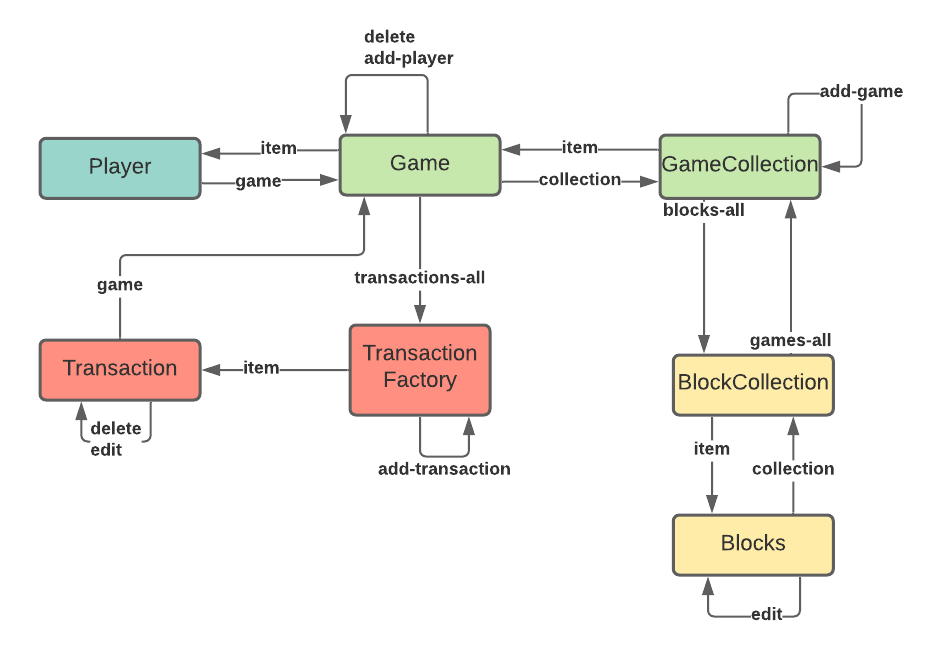 delete
add-player
add-game
item
item
Player
Game
GameCollection
game
collection
blocks-all
transactions-all
game
games-all
Transaction
Factory
Transaction
item
BlockCollection
delete
edit
item
add-transaction
collection
Blocks
edit